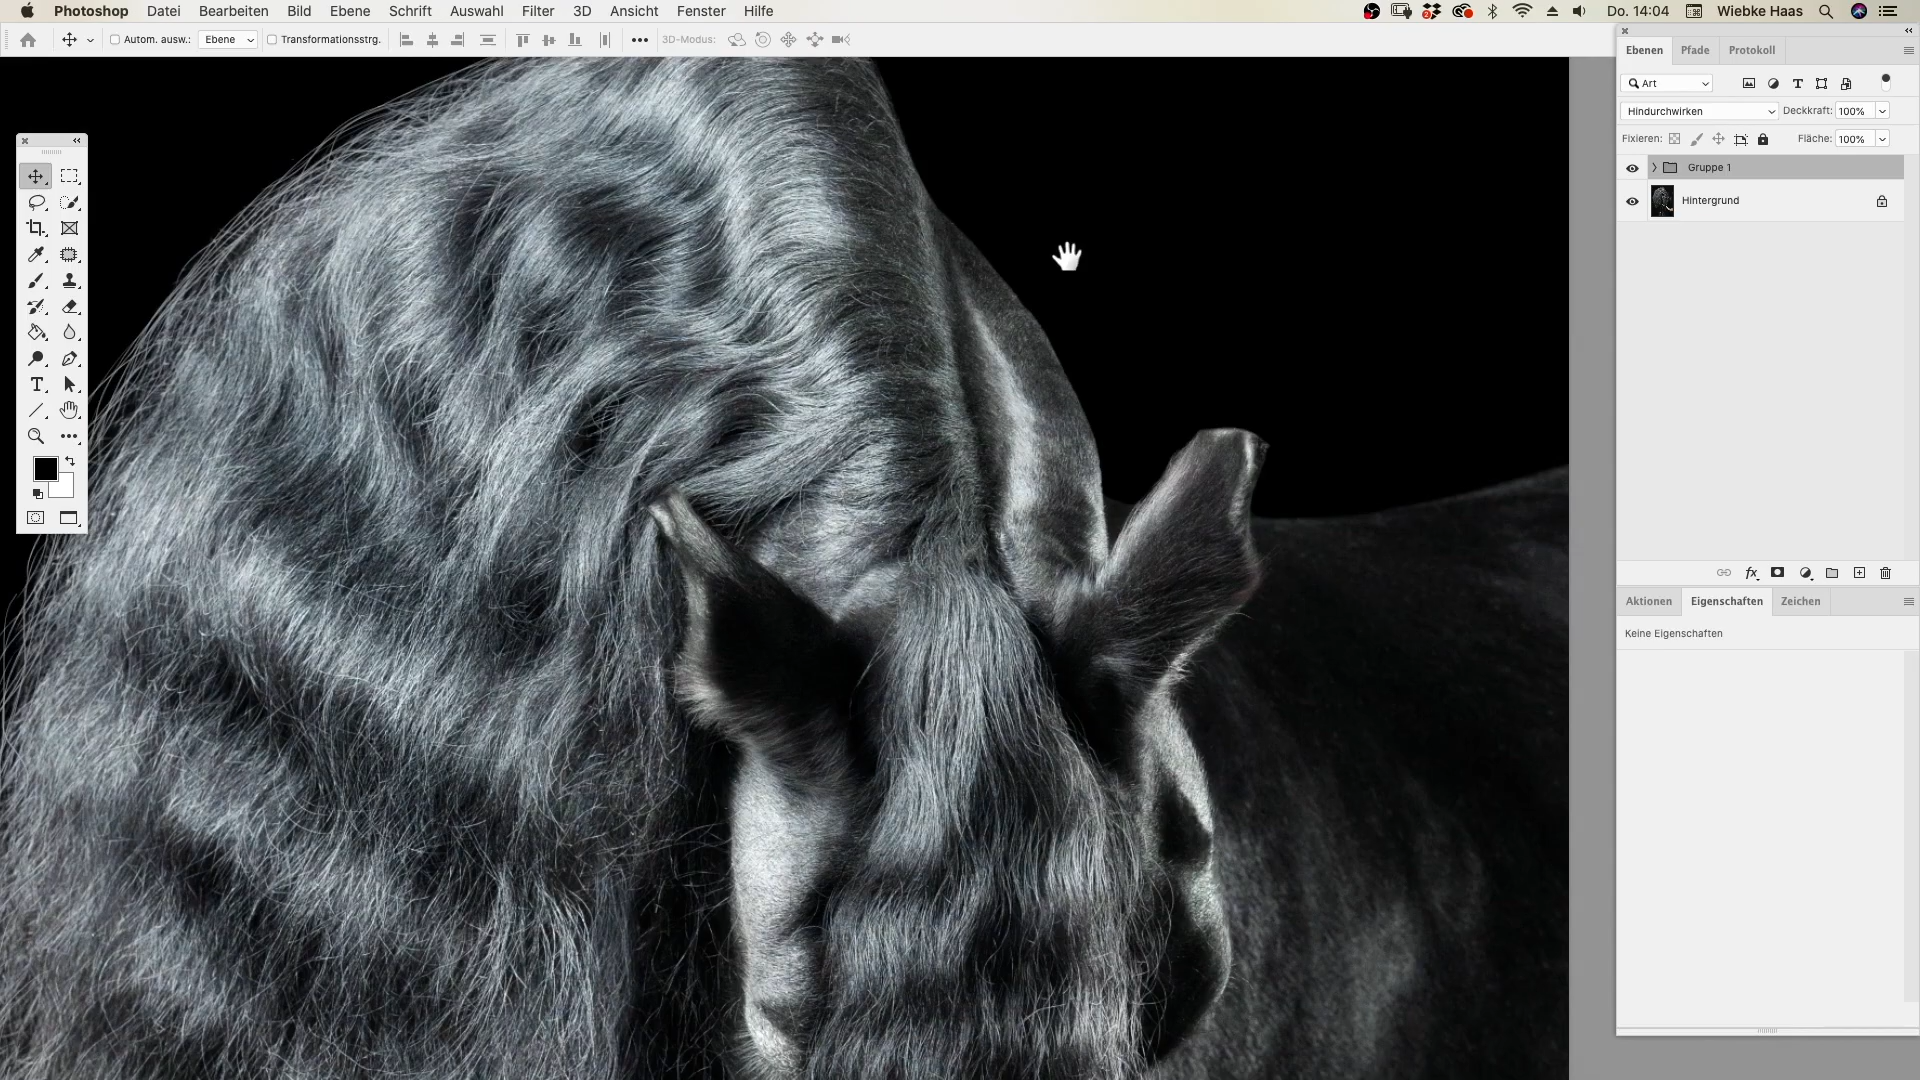 Photoshop Datei Bearbeiten Bild Ebene Schrift Auswahl Filter 3D Ansicht Fenster Hilfe Do. 14:04 Wiebke Haas
Autom. ausw.: Ebene Transformationsstrg. 3D-Modus:
Ebenen Pfade Protokoll
Art
Hindurchwirken Deckkraft: 100%
Fixieren: Fläche: 100%
Gruppe 1
Hintergrund
fx
Aktionen Eigenschaften Zeichen
Keine Eigenschaften